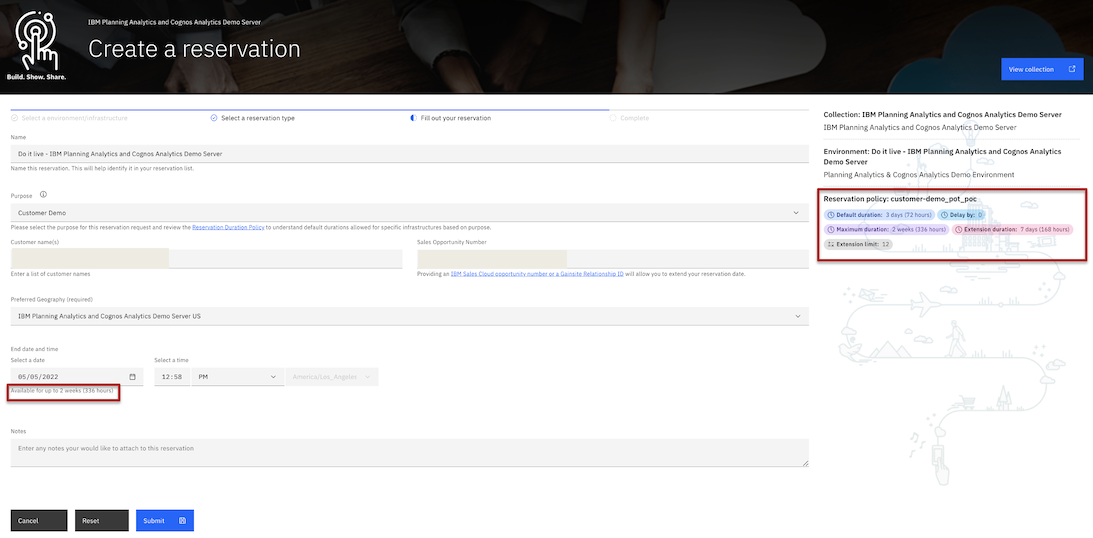 IBM Planning Analytics and Cognos Analytics Demo Server
Create a reservation
Build. Show. Share.
View collection
Select a environment/infrastructure
Select a reservation type
Fill out your reservation
Complete
Name
Do it live - IBM Planning Analytics and Cognos Analytics Demo Server
Name this reservation. This will help identify it in your reservation list.
Purpose
Customer Demo
Please select the purpose for this reservation request and review the Reservation Duration Policy to understand default durations allowed for specific infrastructures based on purpose.
Customer name(s)
Sales Opportunity Number
Enter a list of customer names
Providing an IBM Sales Cloud opportunity number or a Gainsite Relationship ID will allow you to extend your reservation date.
Preferred Geography (required)
IBM Planning Analytics and Cognos Analytics Demo Server US
End date and time
Select a date
Select a time
05/05/2022
12:58
PM
America/Los_Angeles
Available for up to 2 weeks (336 hours)
Notes
Enter any notes your would like to attach to this reservation
Cancel
Reset
Submit
Collection: IBM Planning Analytics and Cognos Analytics Demo Server
IBM Planning Analytics and Cognos Analytics Demo Server
Environment: Do it live - IBM Planning Analytics and Cognos Analytics
Demo Server
Planning Analytics & Cognos Analytics Demo Environment
Reservation policy: customer-demo_pot_poc
Default duration: 3 days (72 hours)
Delay by: 0
Maximum duration: 2 weeks (336 hours)
Extension duration: 7 days (168 hours)
Extension limit: 12